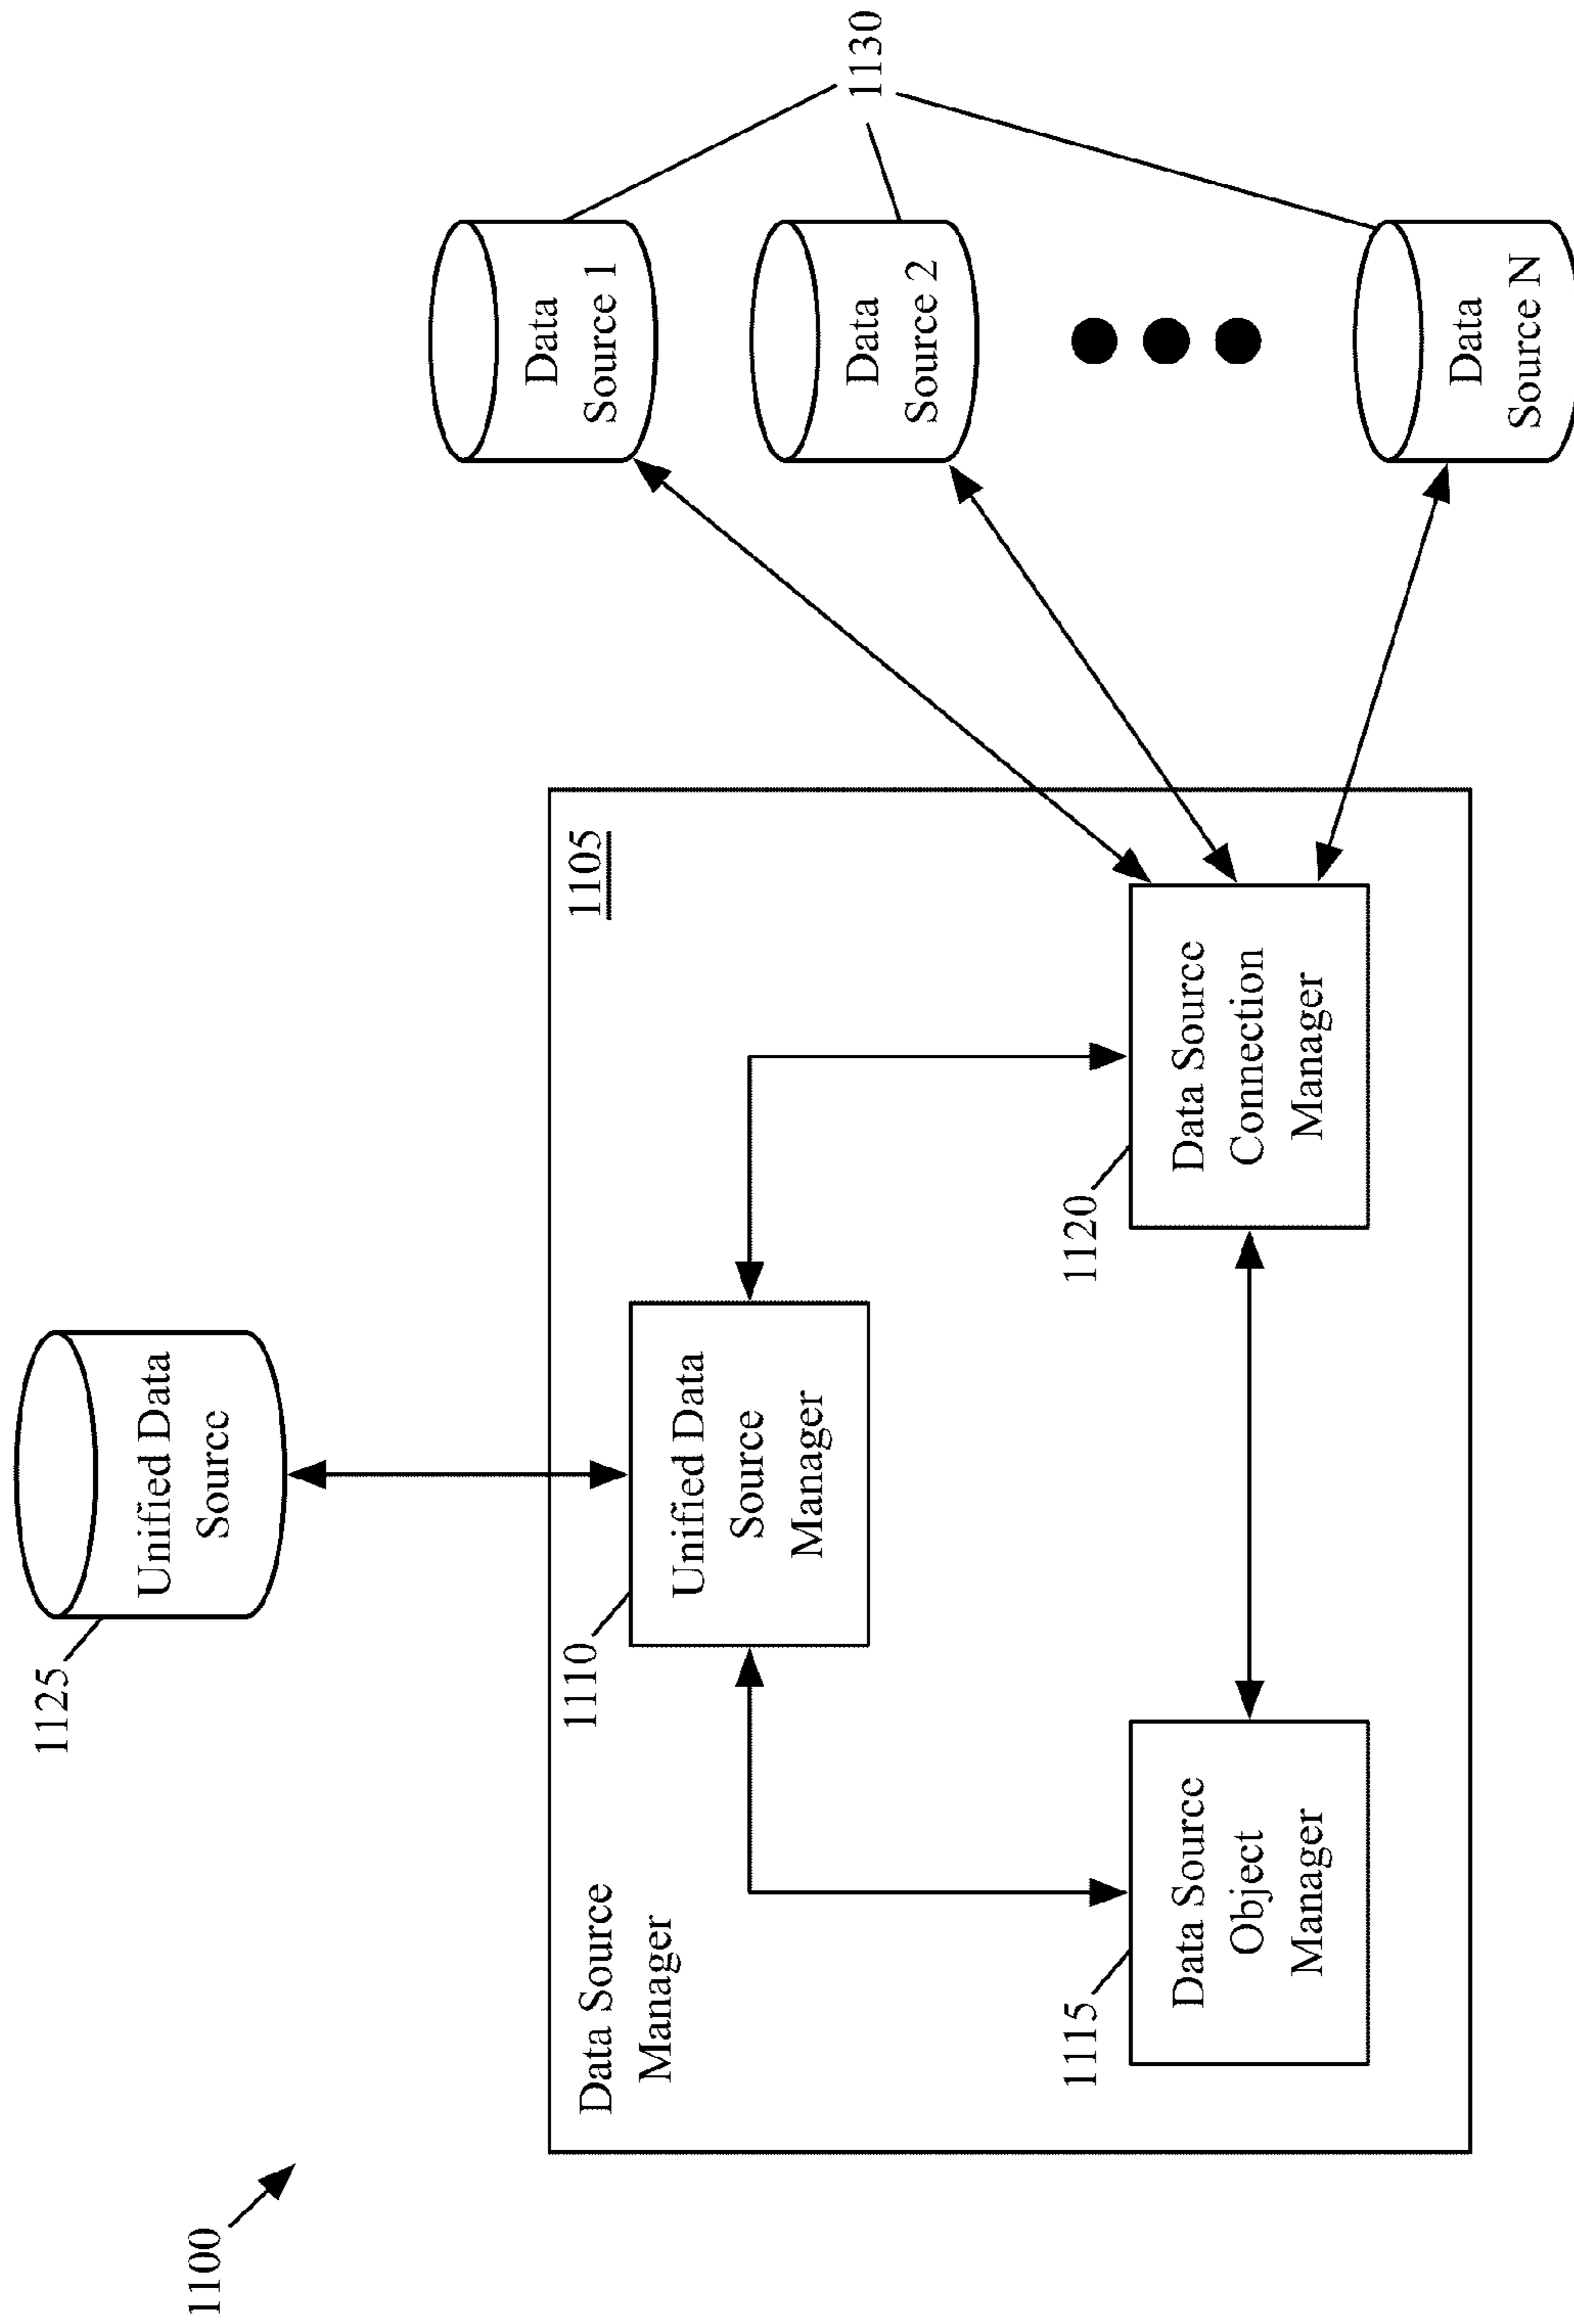 1100
1125
Unified Data
Source
Data Source
Manager
1105
1110
Unified Data
Source
Manager
1115
Data Source
Object
Manager
1120
Data Source
Connection
Manager
Data
Source 1
Data
Source 2
Data
Source N
1130